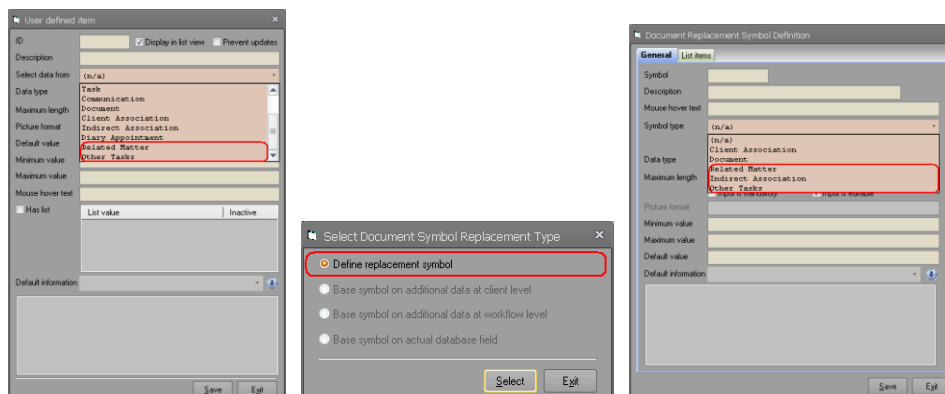 User defined item
ID
Display in list view
Prevent updates
Description
Select data from
(n/a)
Data type
Task
Communication
Maximum length
Document
Client Association
Picture format
Indirect Association
Diary Appointment
Default value
Related Matter
Minimum value
Other Tasks
Maximum value
Mouse hover text
Has list
List value
Inactive
Default information
Save
Exit
Select Document Symbol Replacement Type
Define replacement symbol
Base symbol on additional data at client level
Base symbol on additional data at workflow level
Base symbol on actual database field
Select
Exit
Document Replacement Symbol Definition
General
List items
Symbol
Description
Mouse hover text
Symbol type
(n/a)
(n/a)
Client Association
Data type
Document
Related Matter
Maximum length
Indirect Association
Other Tasks
Input is mandatory
Input is editable
Picture format
Minimum value
Maximum value
Default value
Default information
Save
Exit